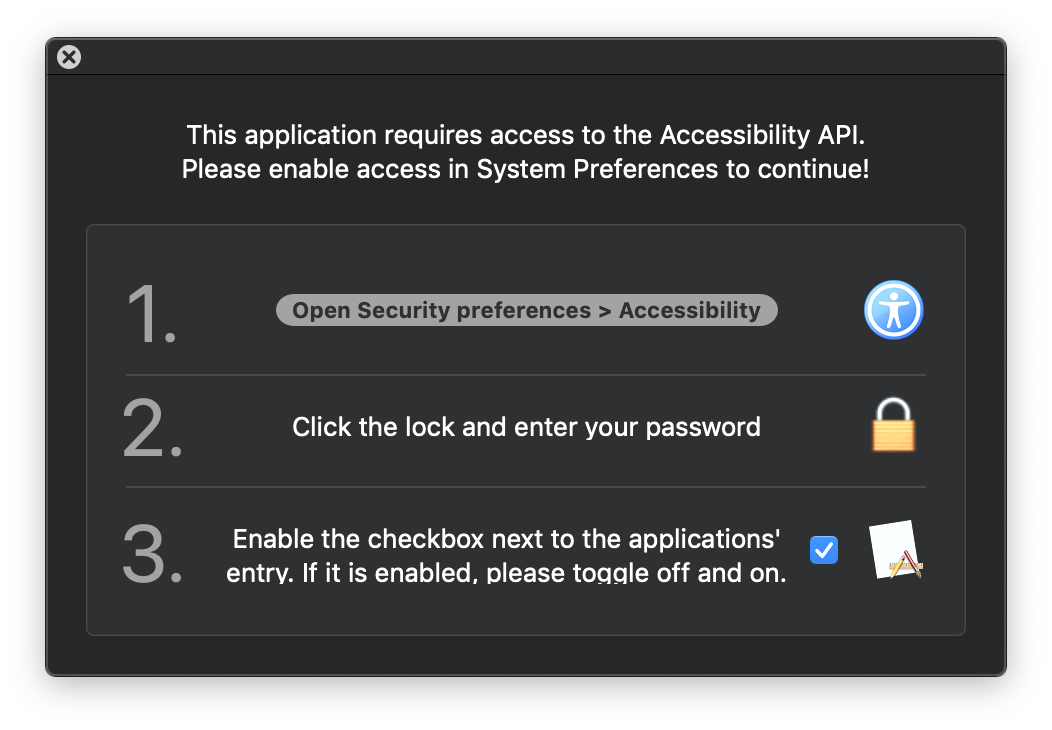 This application requires access to the Accessibility API.
Please enable access in System Preferences to continue!
1.
Open Security preferences > Accessibility
2.
Click the lock and enter your password
3.
Enable the checkbox next to the applications'
entry. If it is enabled, please toggle off and on.